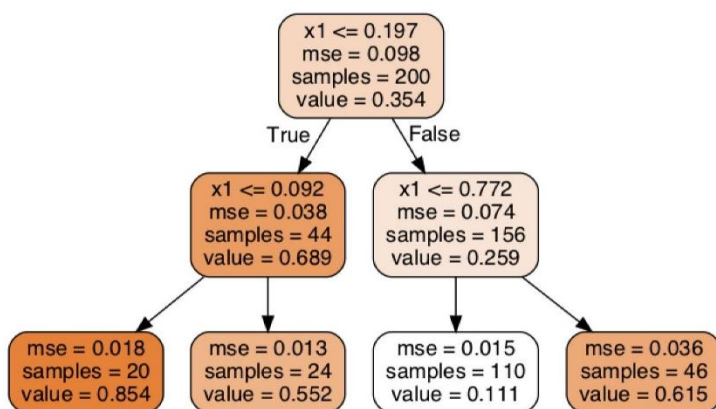 x1 <= 0.197
mse = 0.098
samples = 200
value = 0.354
True
False
x1 <= 0.092
mse = 0.038
samples = 44
value = 0.689
x1 <= 0.772
mse = 0.074
samples = 156
value = 0.259
mse = 0.018
samples = 20
value = 0.854
mse = 0.013
samples = 24
value = 0.552
mse = 0.015
samples = 110
value = 0.111
mse = 0.036
samples = 46
value = 0.615